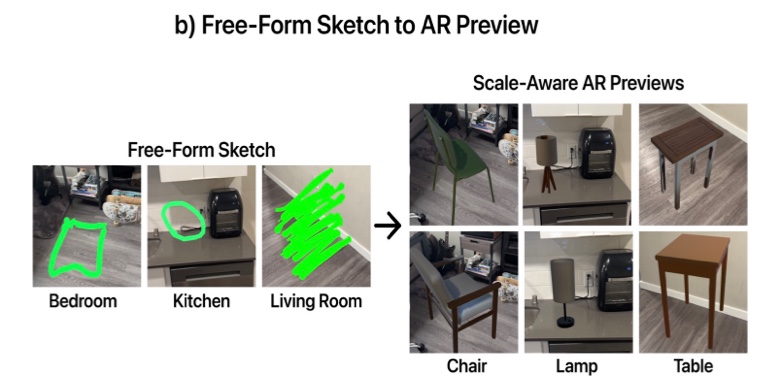 b) Free-Form Sketch to AR Preview
Scale-Aware AR Previews
Free-Form Sketch
Bedroom
Kitchen
Living Room
Chair
Lamp
Table